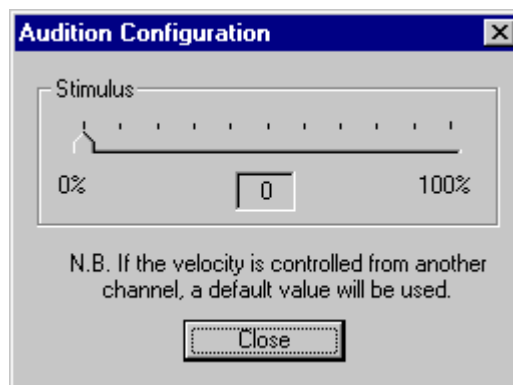 Audition Configuration
Stimulus
0%
0
100%
N.B. If the velocity is controlled from another
channel, a default value will be used.
Close